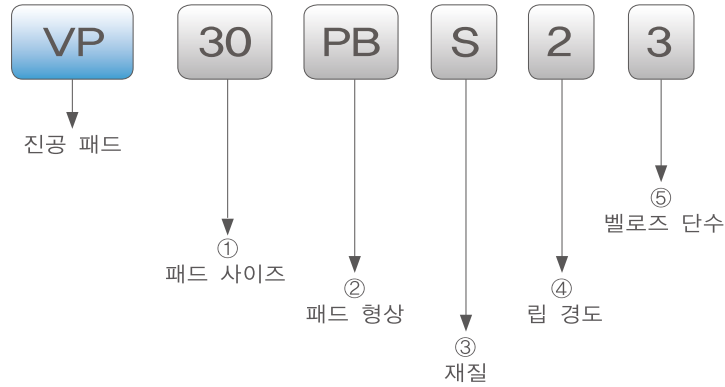 VP 30 PB S 2 3
진공 패드
⑤
벨로즈 단수
①
패드 사이즈
②
패드 형상
④
립 경도
③
재질